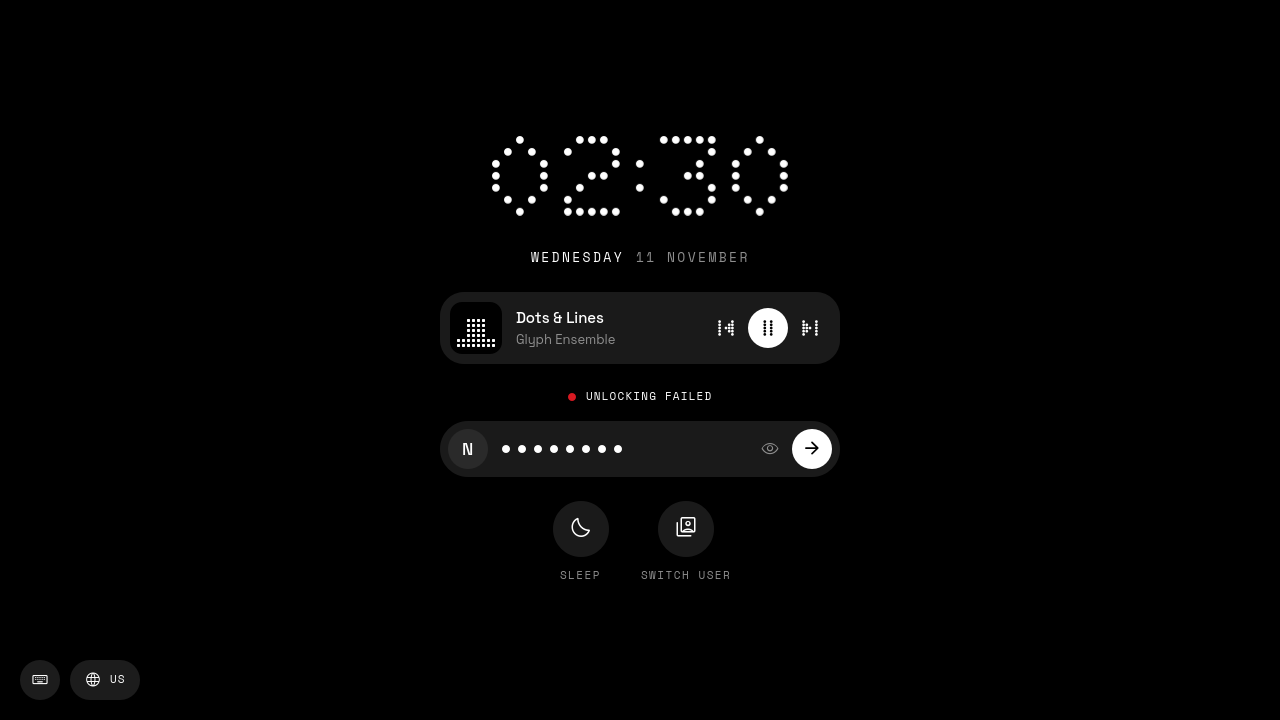 02:30
WEDNESDAY 11 NOVEMBER
Dots & Lines
Glyph Ensemble
UNLOCKING FAILED
N
SLEEP
SWITCH USER
US